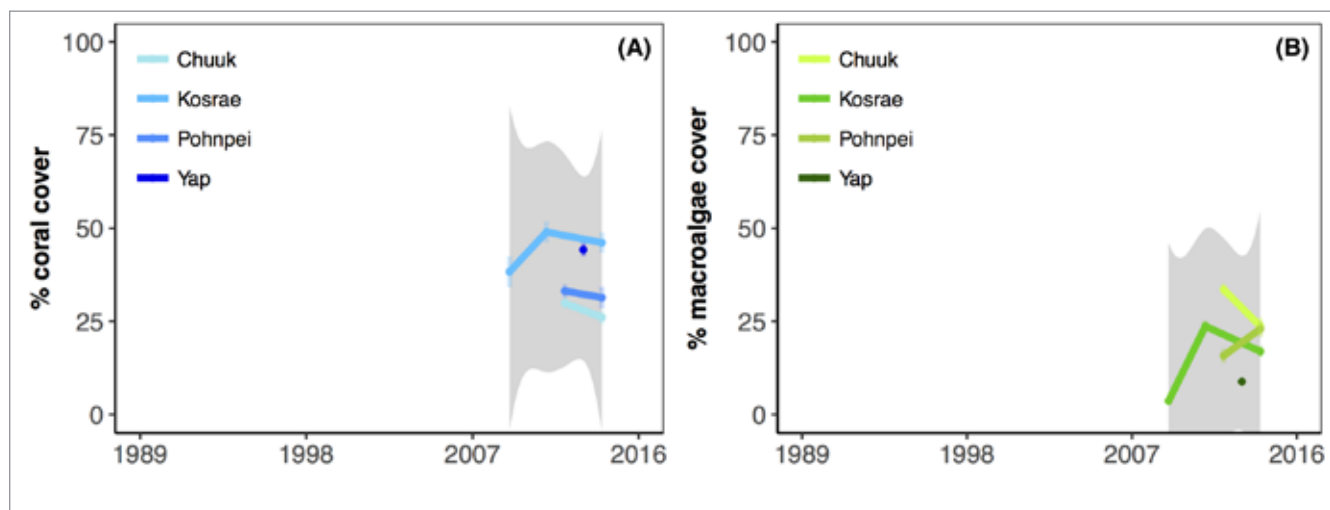 % coral cover
100
75
50
25
0
1989 1998 2007 2016
Chuuk
Kosrae
Pohnpei
Yap
(A)
% macroalgae cover
100
75
50
25
0
1989 1998 2007 2016
Chuuk
Kosrae
Pohnpei
Yap
(B)